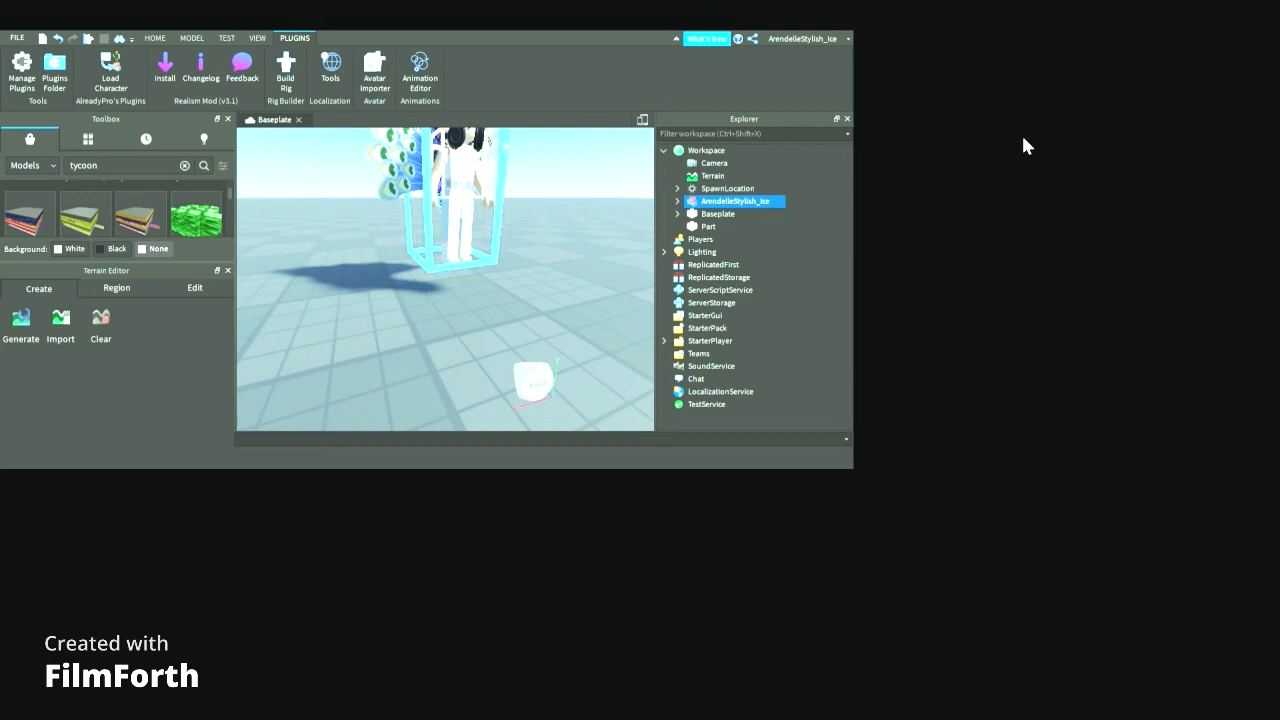 FILE HOME MODEL TEST VIEW PLUGINS What's New ArendelleStylish_Ice
Manage Plugins Plugins Folder Load Character Install Changelog Feedback Build Rig Tools Avatar Importer Animation Editor
Tools AlreadyPro's Plugins Realism Mod (v3.1) Rig Builder Localization Avatar Animations
Toolbox
Models tycoon
Background: White Black None
Terrain Editor
Create Region Edit
Generate Import Clear
Baseplate
Explorer
Filter workspace (Ctrl+Shift+X)
Workspace
Camera
Terrain
SpawnLocation
ArendelleStylish_Ice
Baseplate
Part
Players
Lighting
ReplicatedFirst
ReplicatedStorage
ServerScriptService
ServerStorage
StarterGui
StarterPack
StarterPlayer
Teams
SoundService
Chat
LocalizationService
TestService
Created with
FilmForth